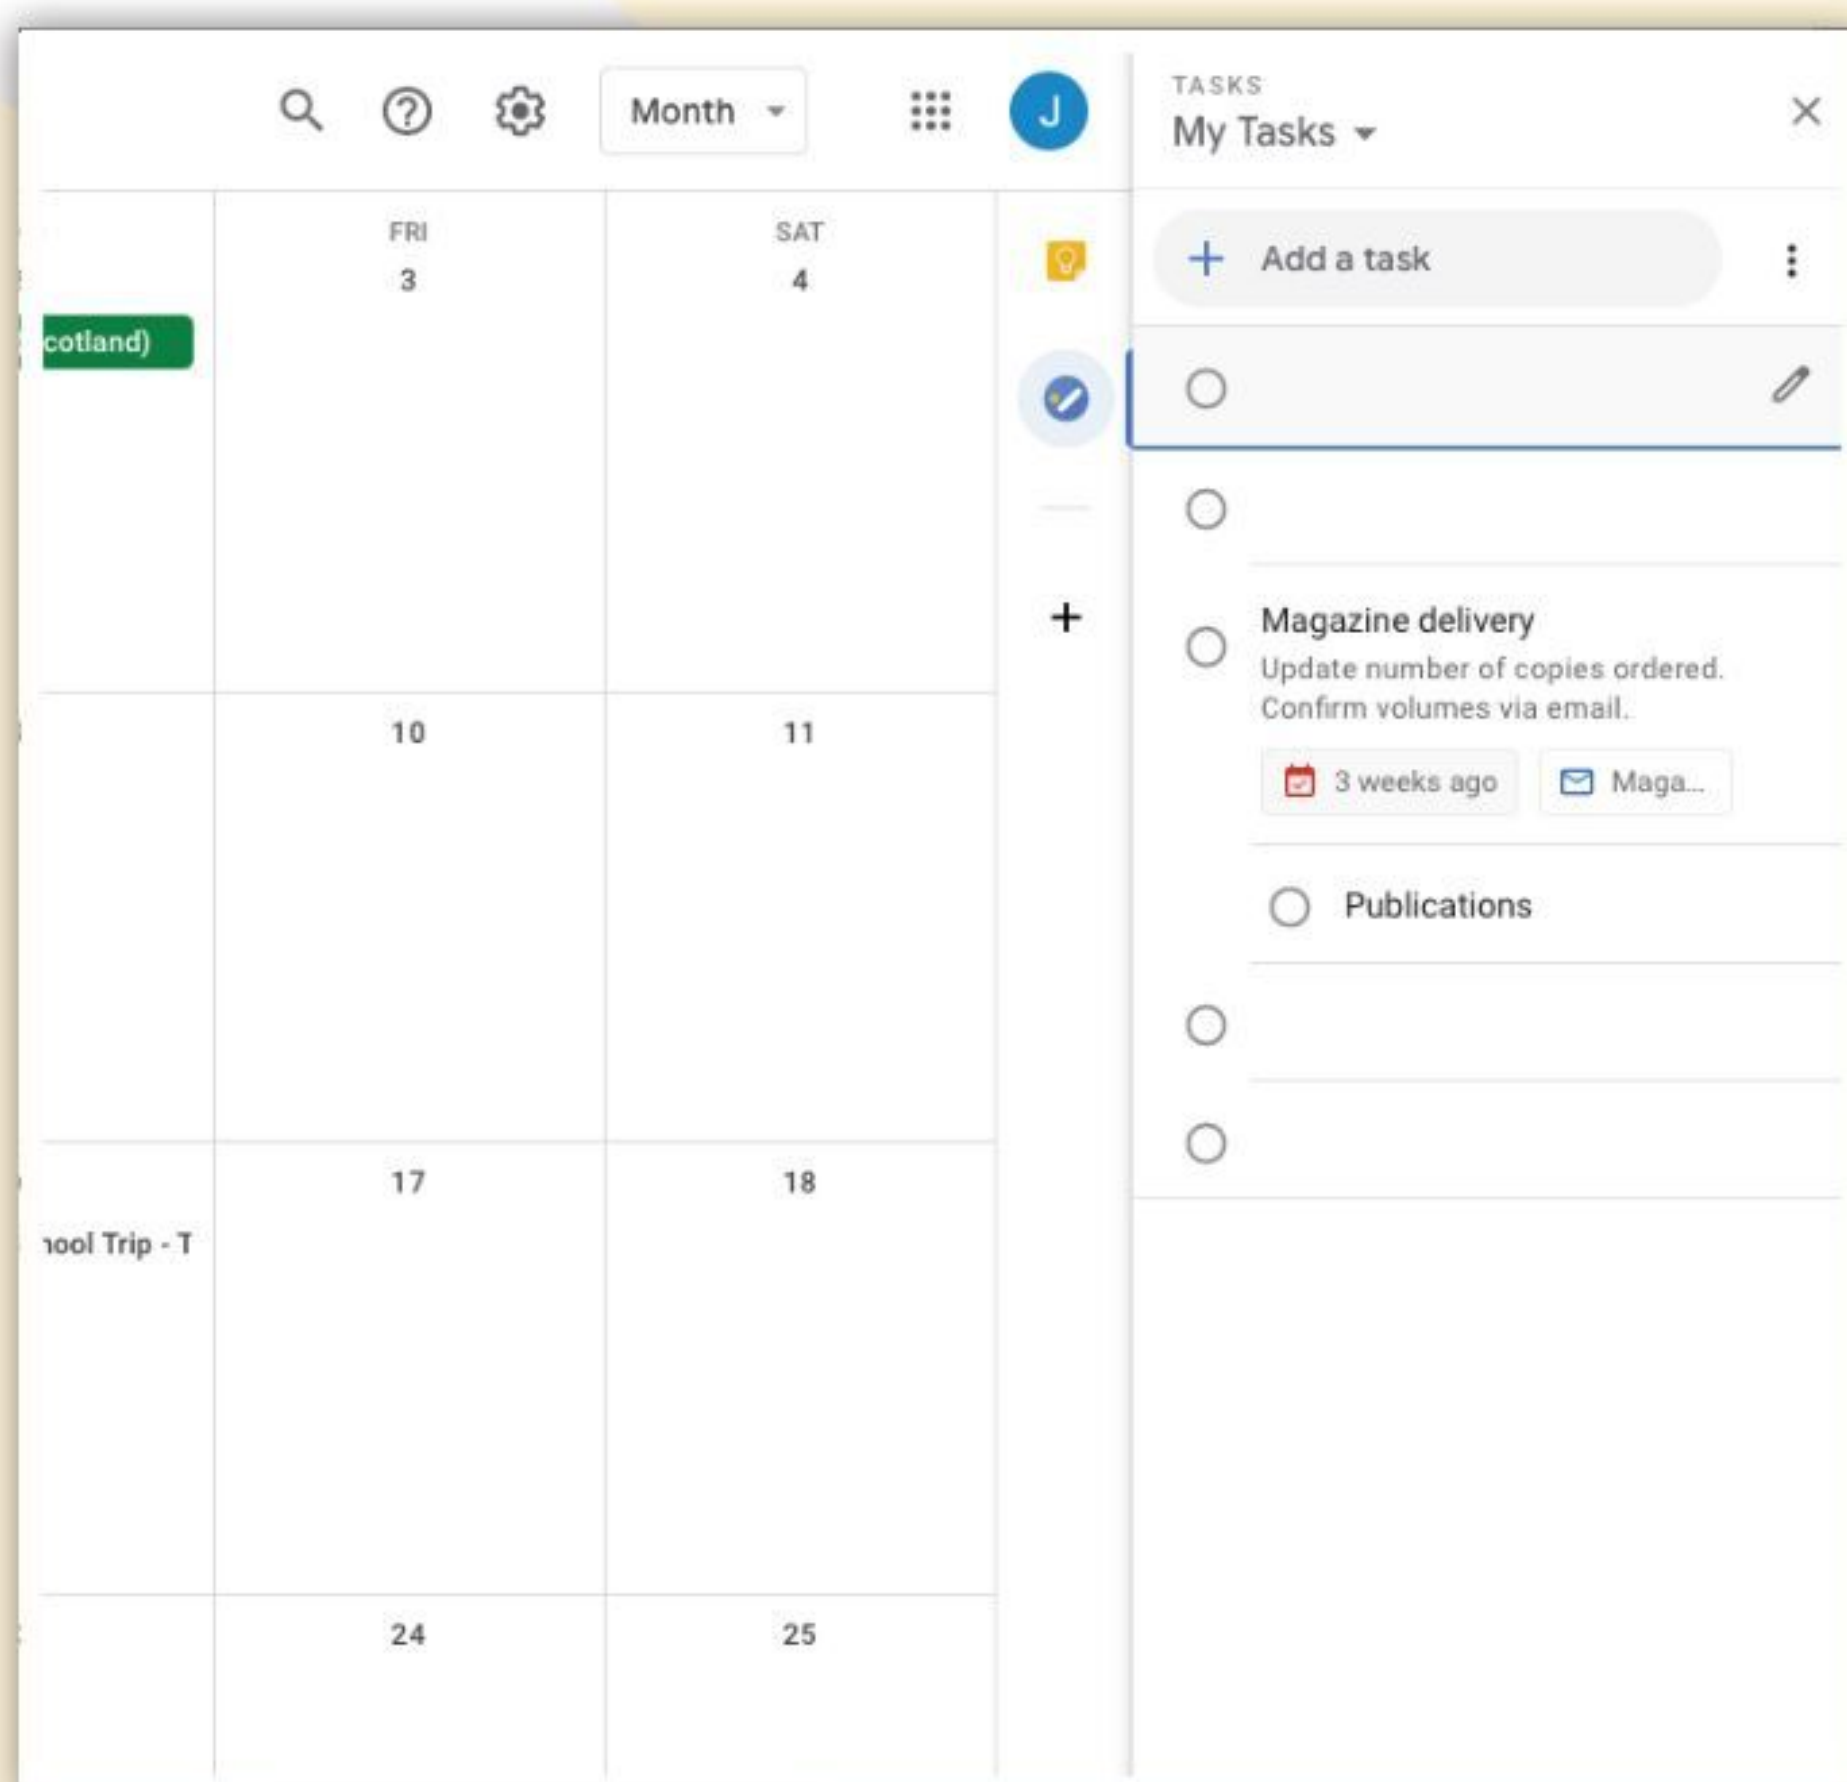 Month
J
TASKS
My Tasks
Add a task
FRI
SAT
3
4
cotland)
Magazine delivery
Update number of copies ordered.
Confirm volumes via email.
3 weeks ago
Maga...
Publications
10
11
17
18
Trip - T
24
25